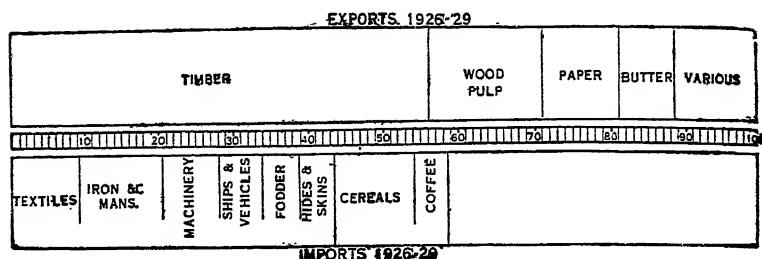 EXPORTS. 1926-29
TIMBER
WOOD
PULP
PAPER
BUTTER
VARIOUS
10 20 30 40 50 60 70 80 90 100
TEXTILES
IRON &C
MANS.
MACHINERY
SHIPS &
VEHICLES
FODDER
HIDES &
SKINS
CEREALS
COFFEE
IMPORTS 1926-29